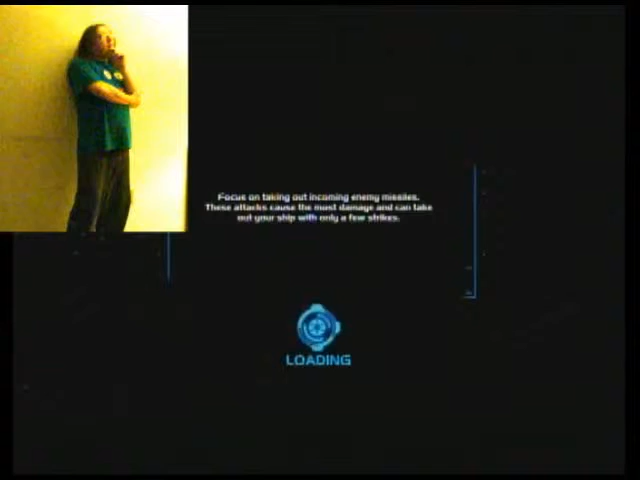 Focus on taking out incoming enemy missiles.
These attacks cause the most damage and can take
out your ship with only a few strikes.
LOADING